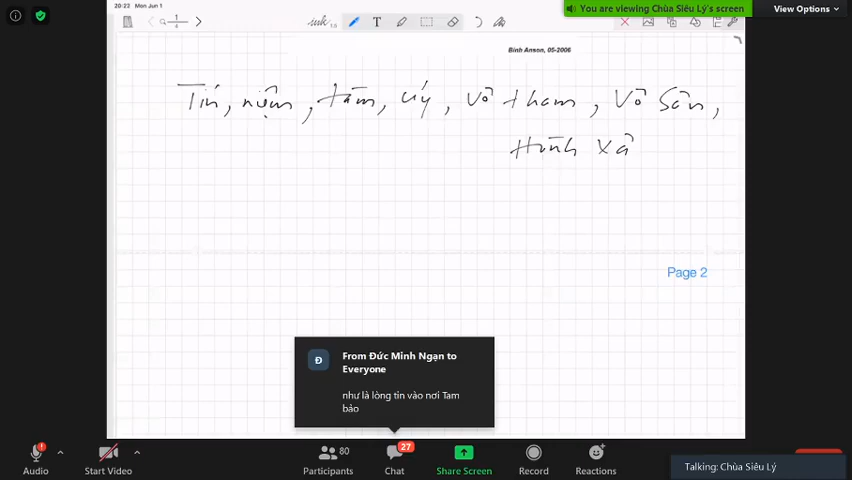 20-22 Mon Jun 1
You are viewing Chùa Siêu Lý's screen
View Options
1
4
Bình Anson, 05-2006
Tín, niệm, tàm, úy, vô tham, vô sân,
Hành xả
Page 2
Đ
From Đức Minh Ngạn to
Everyone
như là lòng tin vào nơi Tam
bảo
80
27
Audio
Start Video
Participants
Chat
Share Screen
Record
Reactions
Talking: Chùa Siêu Lý